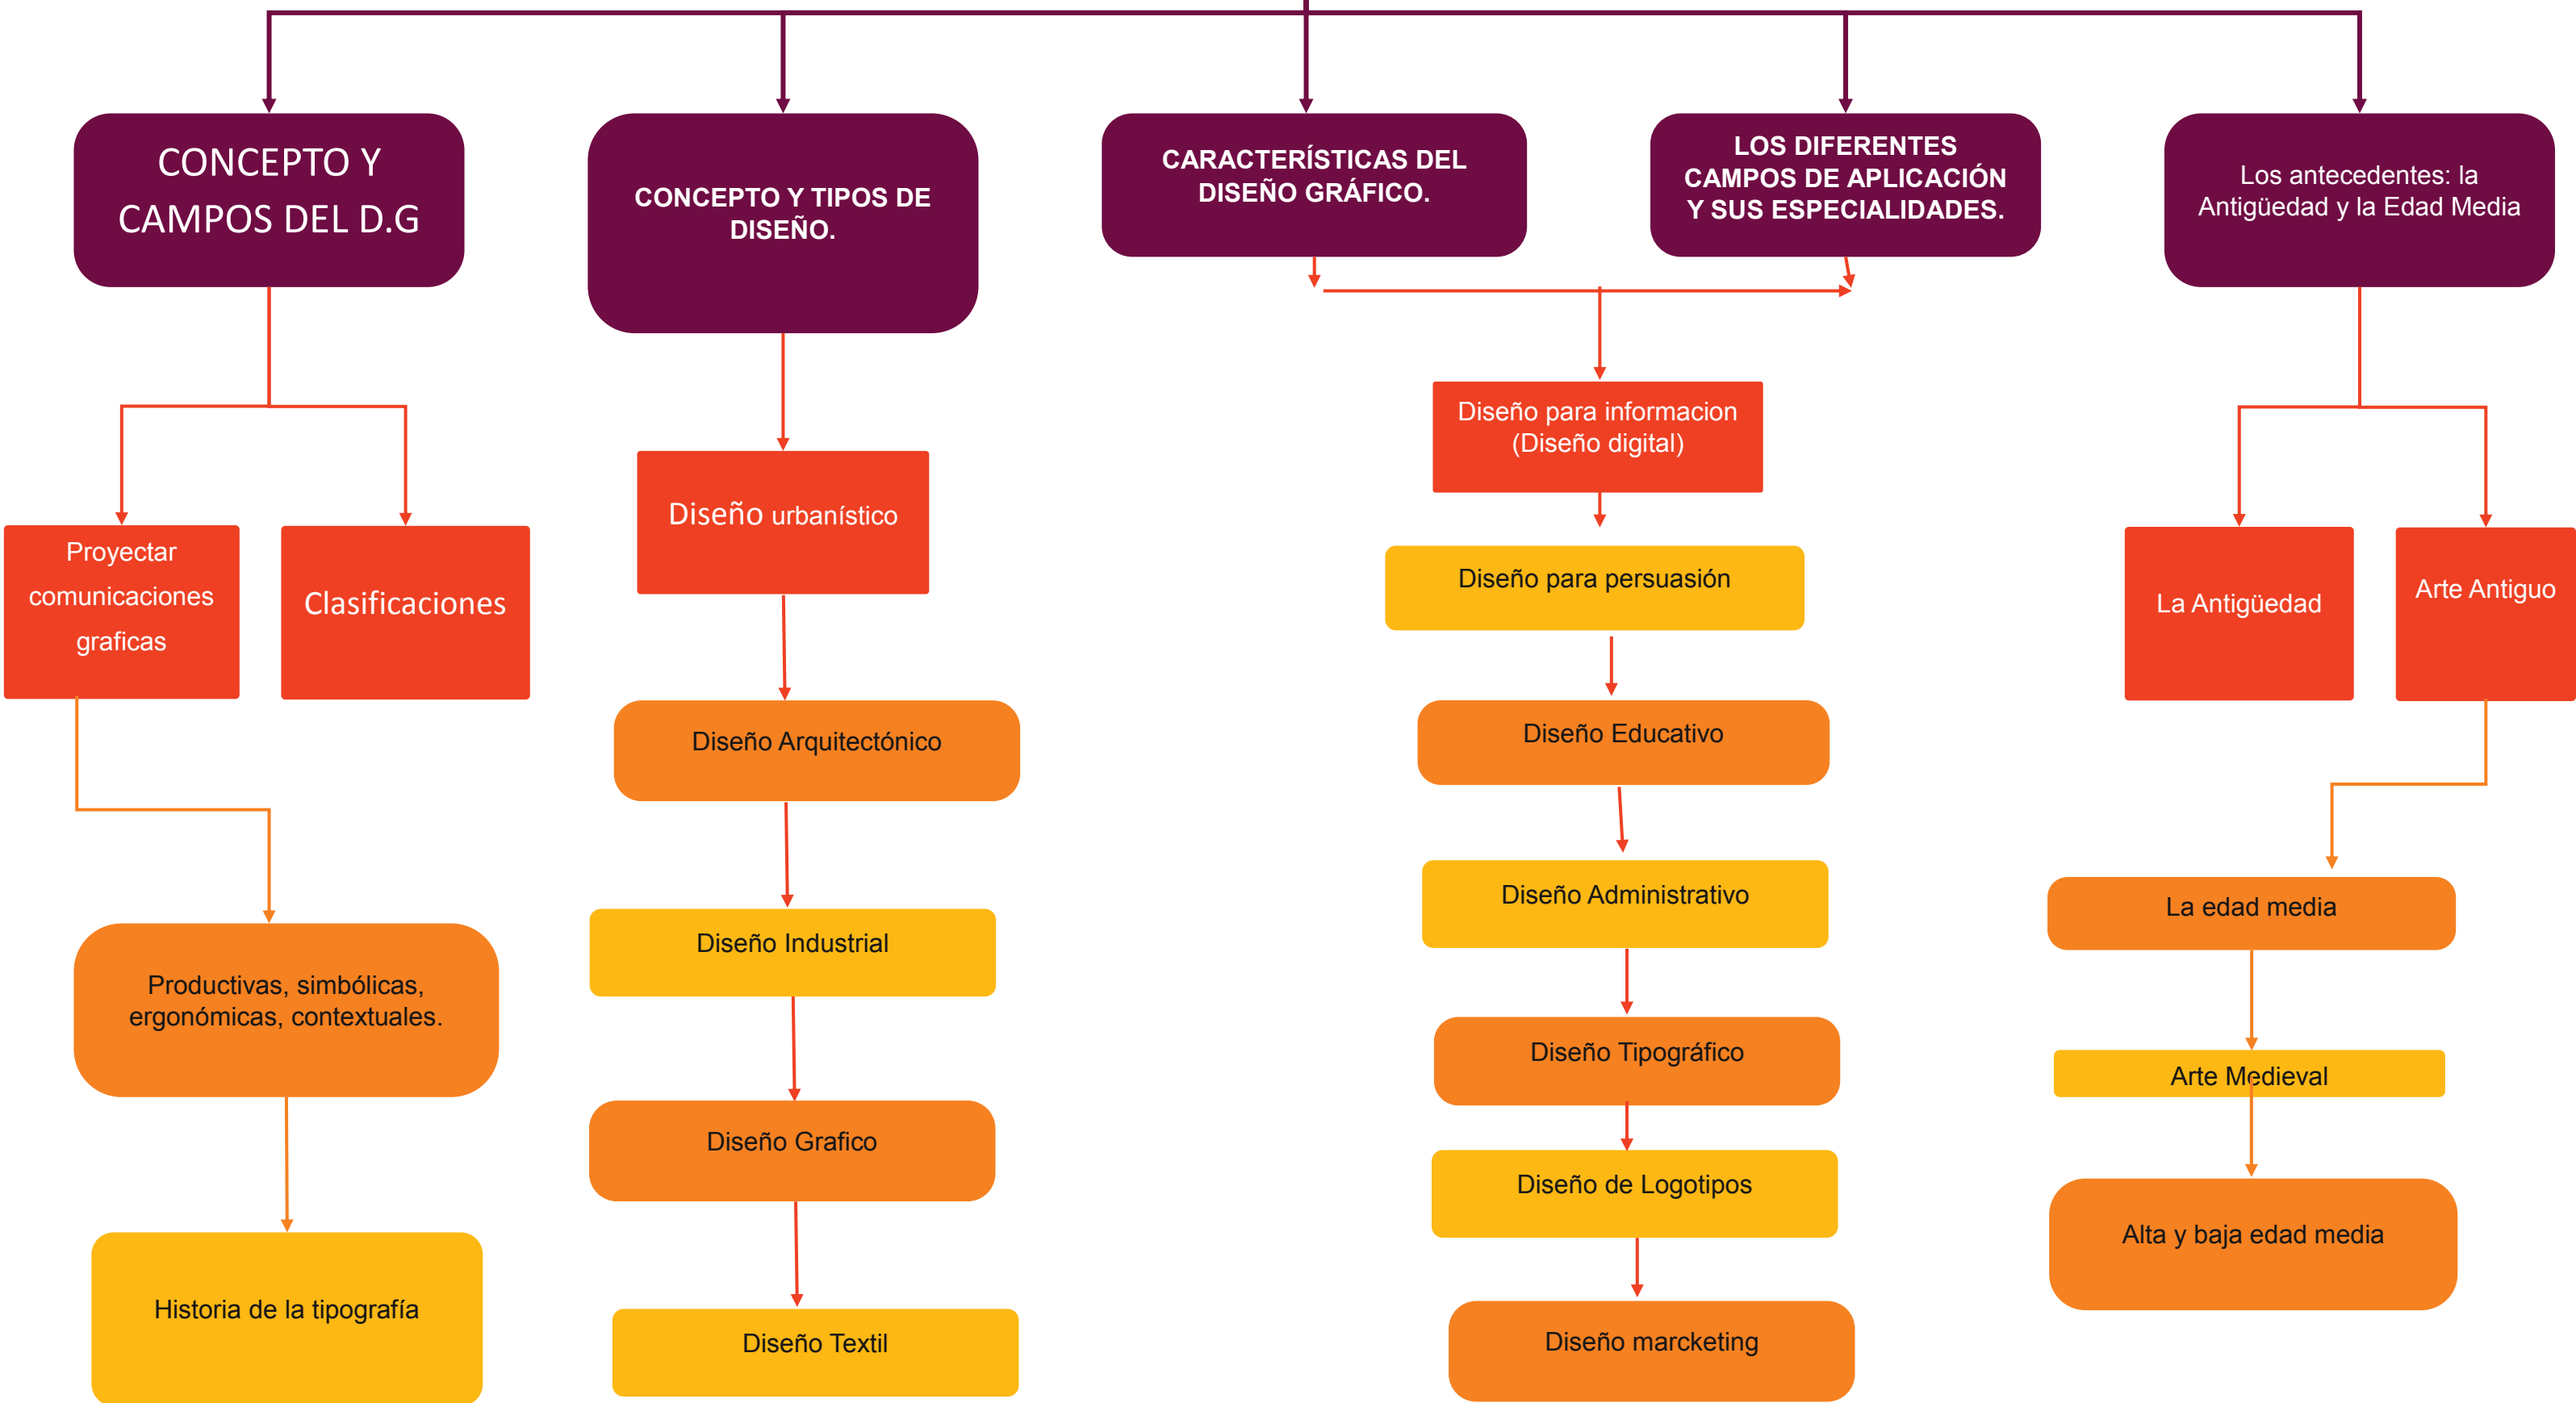 CONCEPTO Y
CAMPOS DEL D.G
CONCEPTO Y TIPOS DE
DISEÑO.
CARACTERÍSTICAS DEL
DISEÑO GRÁFICO.
LOS DIFERENTES
CAMPOS DE APLICACIÓN
Y SUS ESPECIALIDADES.
Los antecedentes: la
Antigüedad y la Edad Media
Proyectar
comunicaciones
graficas
Clasificaciones
Productivas, simbólicas,
ergonómicas, contextuales.
Historia de la tipografía
Diseño urbanístico
Diseño Arquitectónico
Diseño Industrial
Diseño Grafico
Diseño Textil
Diseño para informacion
(Diseño digital)
Diseño para persuasión
Diseño Educativo
Diseño Administrativo
Diseño Tipográfico
Diseño de Logotipos
Diseño marcketing
La Antigüedad
Arte Antiguo
La edad media
Arte Medieval
Alta y baja edad media